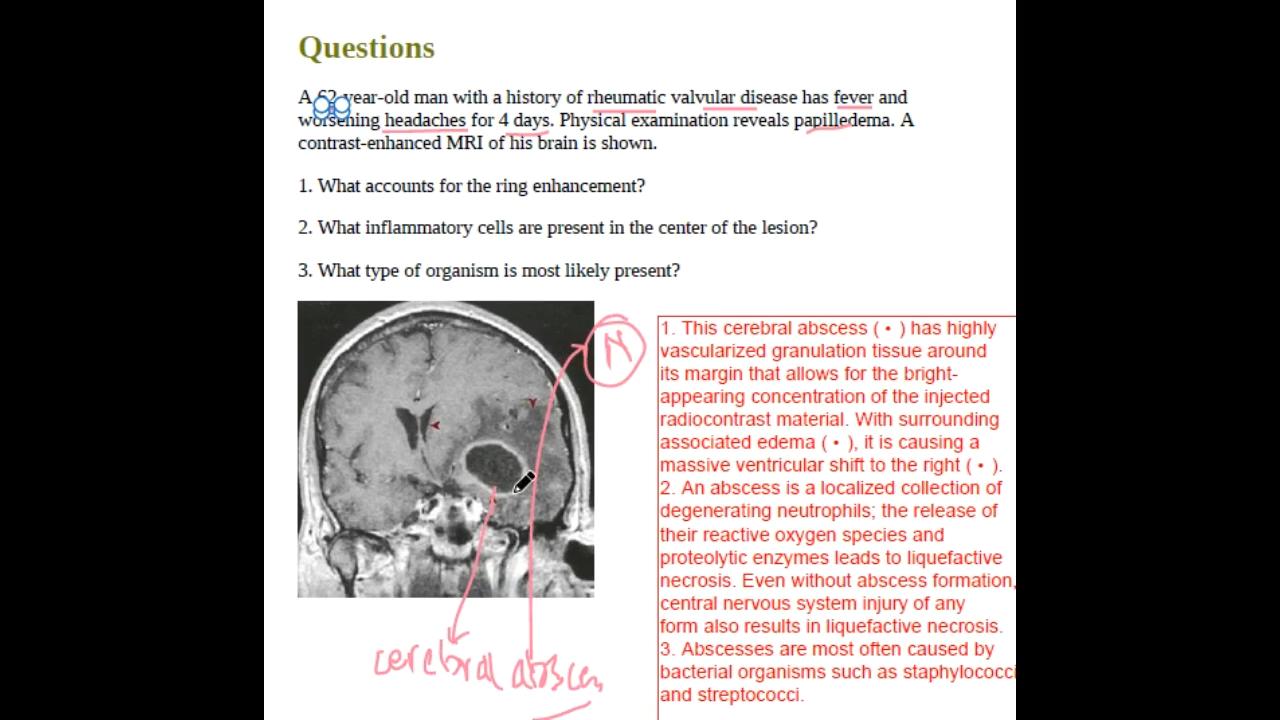 Questions
A 62-year-old man with a history of rheumatic valvular disease has fever and
worsening headaches for 4 days. Physical examination reveals papilledema. A
contrast-enhanced MRI of his brain is shown.
1. What accounts for the ring enhancement?
2. What inflammatory cells are present in the center of the lesion?
3. What type of organism is most likely present?
N
1. This cerebral abscess ( • ) has highly
vascularized granulation tissue around
its margin that allows for the bright-
appearing concentration of the injected
radiocontrast material. With surrounding
associated edema ( • ), it is causing a
massive ventricular shift to the right ( • ).
2. An abscess is a localized collection of
degenerating neutrophils; the release of
their reactive oxygen species and
proteolytic enzymes leads to liquefactive
necrosis. Even without abscess formation,
central nervous system injury of any
form also results in liquefactive necrosis.
3. Abscesses are most often caused by
bacterial organisms such as staphylococci
and streptococci.
cerebral abscess